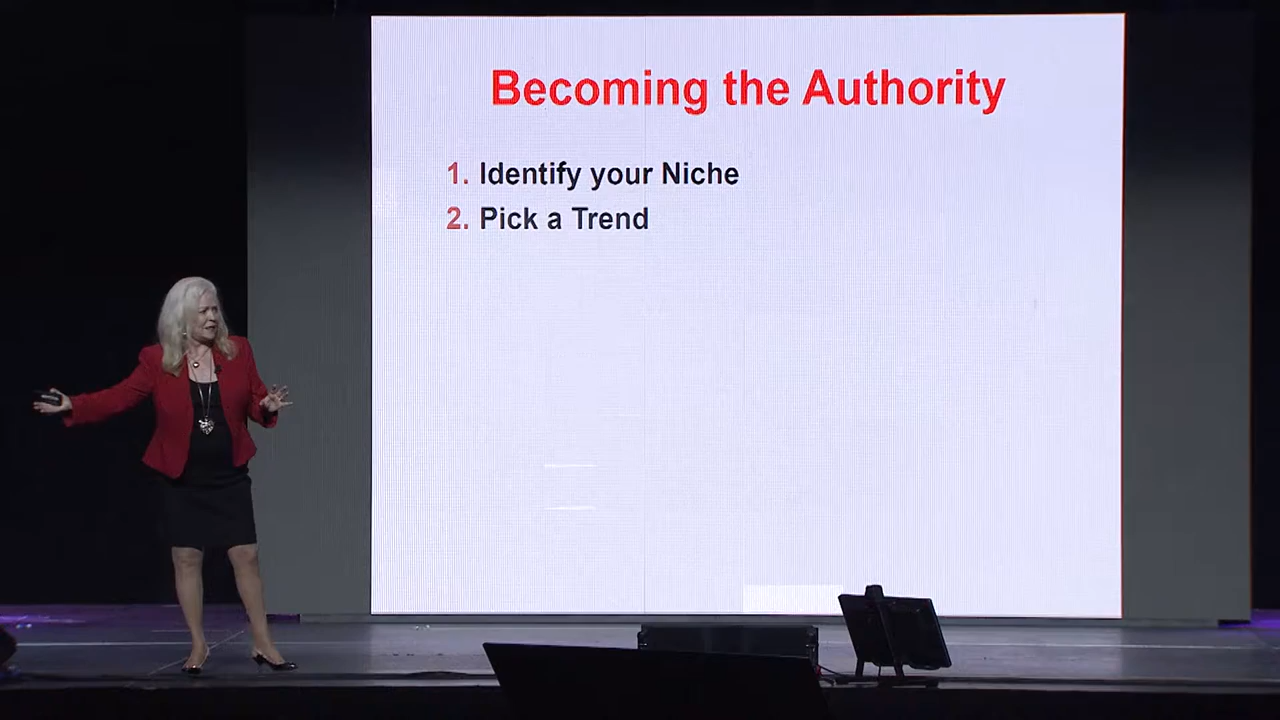 Becoming the Authority
1. Identify your Niche
2. Pick a Trend